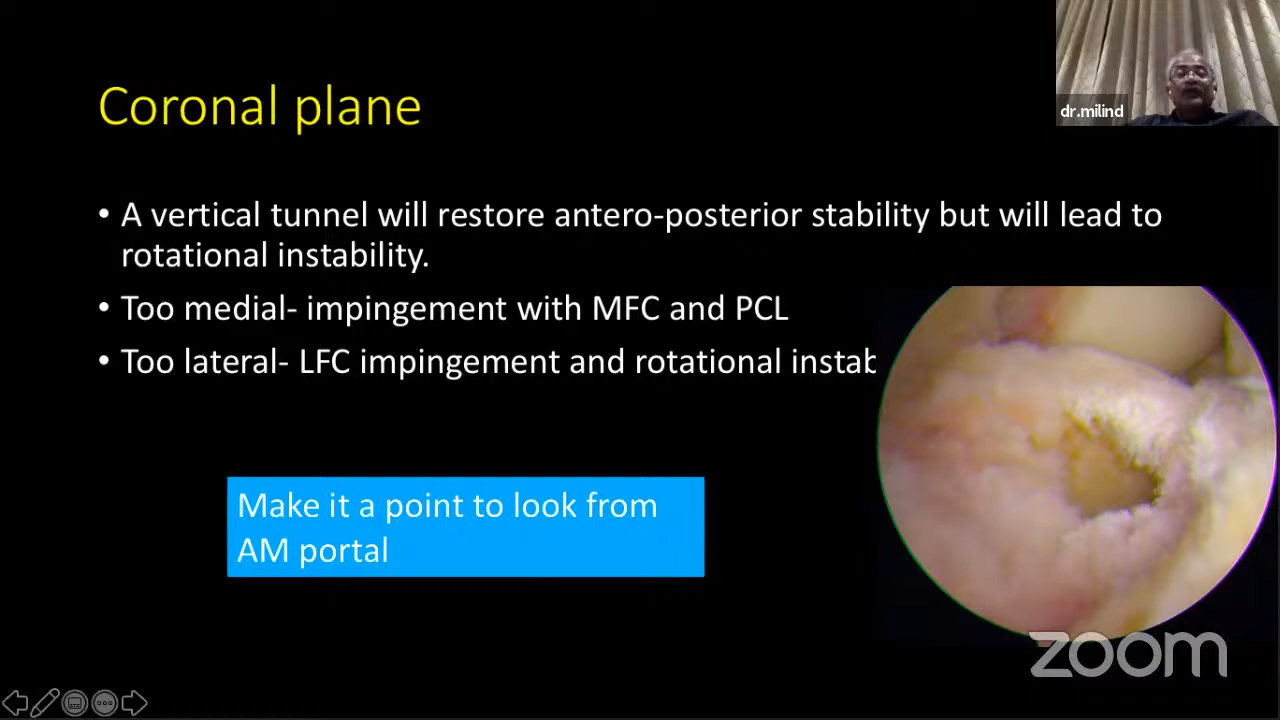 Coronal plane
• A vertical tunnel will restore antero-posterior stability but will lead to
rotational instability.
• Too medial- impingement with MFC and PCL
• Too lateral- LFC impingement and rotational instab
Make it a point to look from
AM portal
dr.milind
zoom